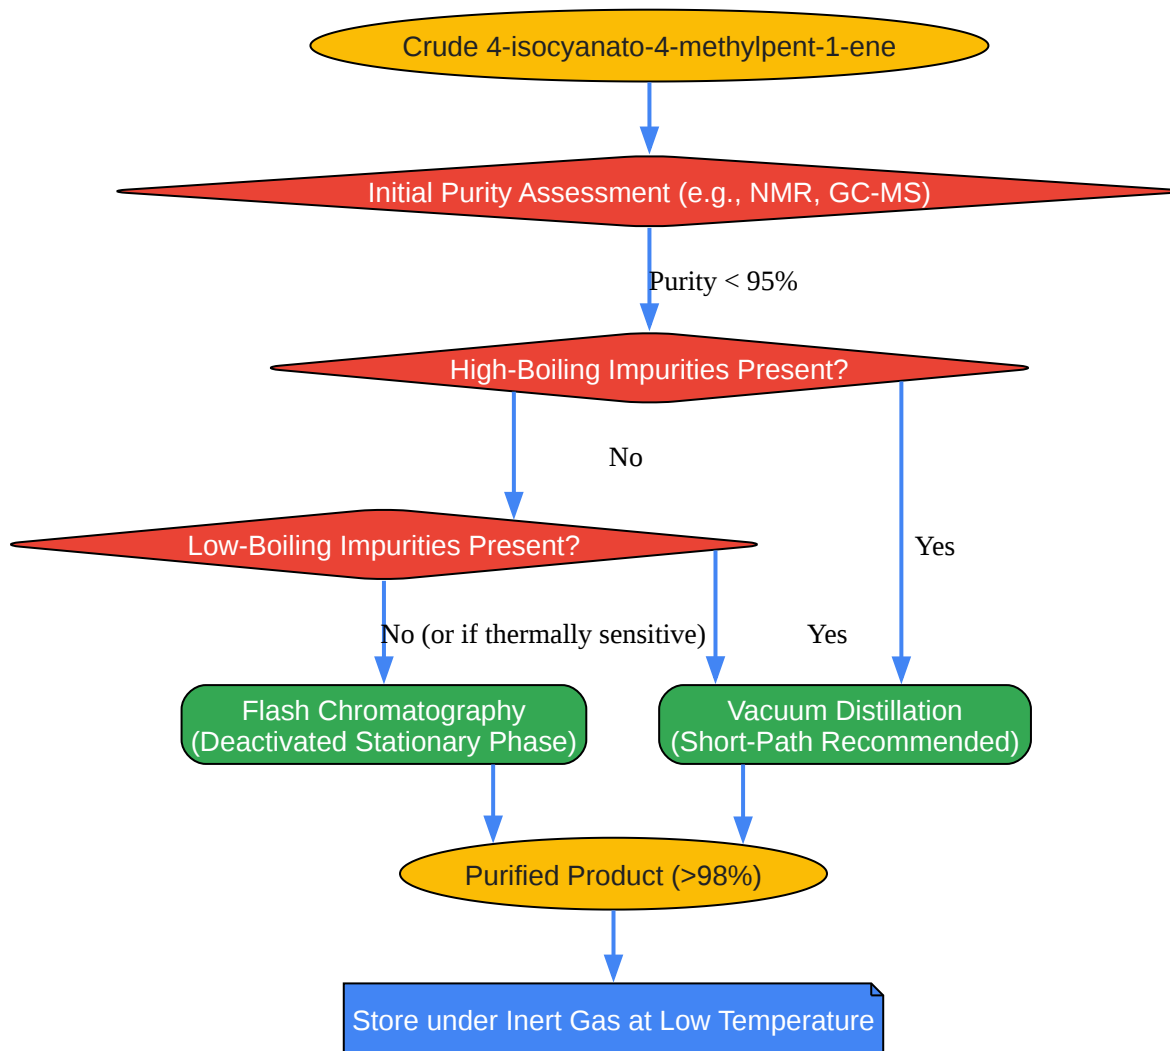 Crude 4-isocyanato-4-methylpent-1-ene
Initial Purity Assessment (e.g., NMR, GC-MS)
Purity < 95%
High-Boiling Impurities Present?
No
Low-Boiling Impurities Present?
Yes
No (or if thermally sensitive)
Yes
Flash Chromatography
(Deactivated Stationary Phase)
Vacuum Distillation
(Short-Path Recommended)
Purified Product (>98%)
Store under Inert Gas at Low Temperature